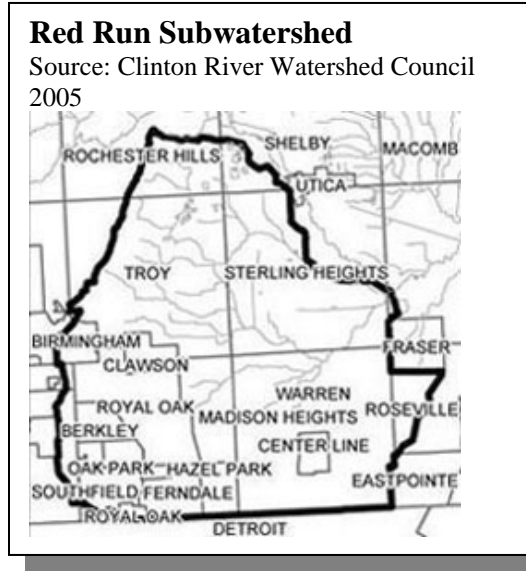 Red Run Subwatershed
Source: Clinton River Watershed Council
2005
SHELBY
MACOMB
ROCHESTER HILLS
UTICA
TROY
STERLING HEIGHTS
BIRMINGHAM
FRASER
CLAWSON
WARREN
ROYAL OAK
MADISON HEIGHTS
ROSEVILLE
BERKLEY
CENTER LINE
OAK PARK
HAZEL PARK
EASTPOINTE
SOUTHFIELD
FERNDALE
ROYAL OAK
DETROIT